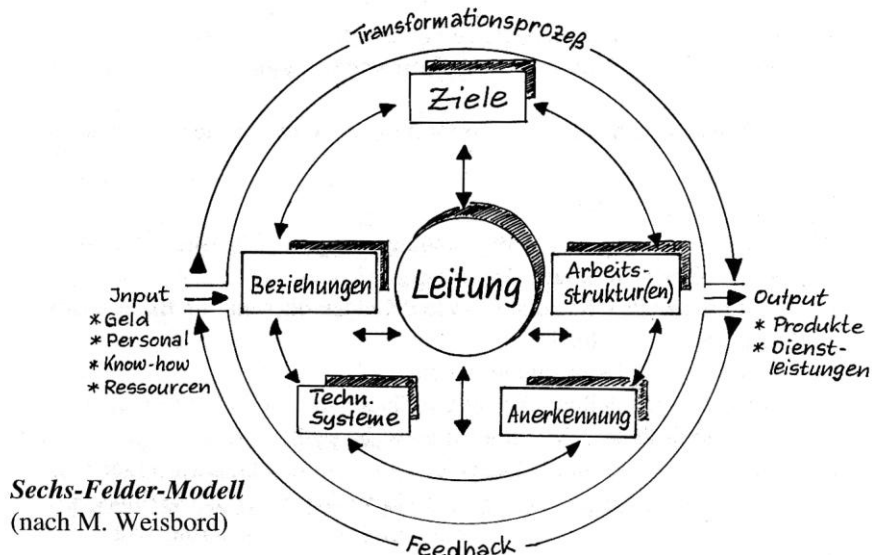 Transformationsprozeß
Ziele
Beziehungen
Leitung
Arbeits-
struktur(en)
Input
* Geld
* Personal
* Know-how
* Ressourcen
Output
* Produkte
* Dienst-
leistungen
Techn.
Systeme
Anerkennung
Sechs-Felder-Modell
(nach M. Weisbord)
Feedback